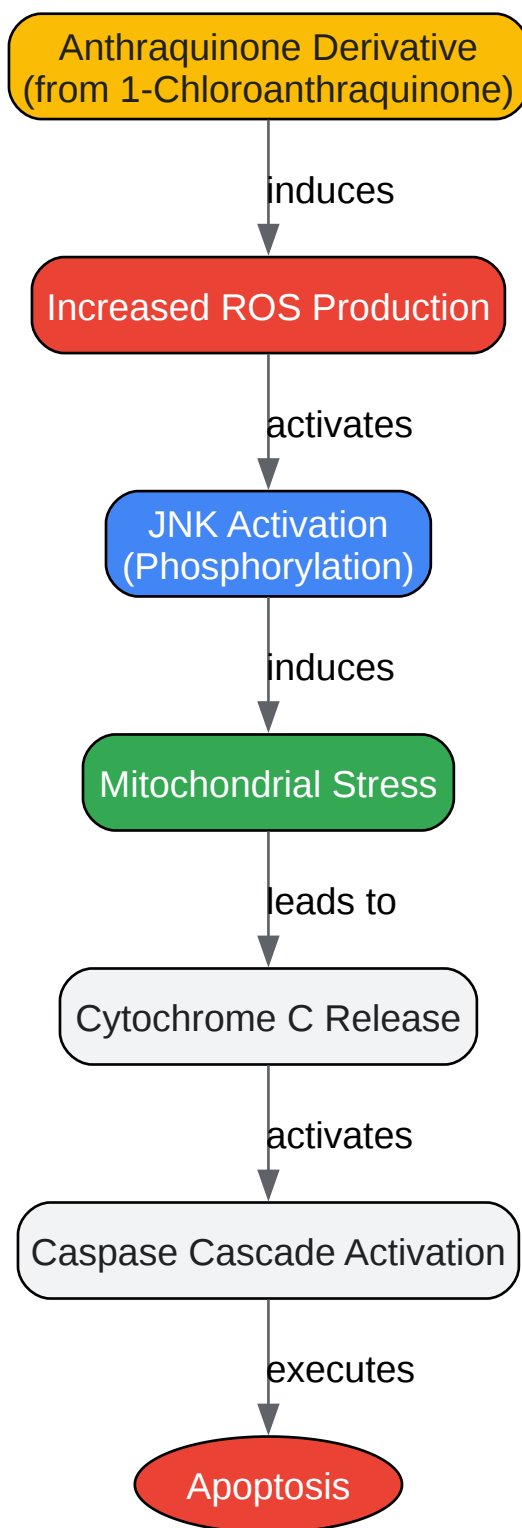 Anthraquinone Derivative
(from 1-Chloroanthraquinone)
induces
Increased ROS Production
activates
JNK Activation
(Phosphorylation)
induces
Mitochondrial Stress
leads to
Cytochrome C Release
activates
Caspase Cascade Activation
executes
Apoptosis